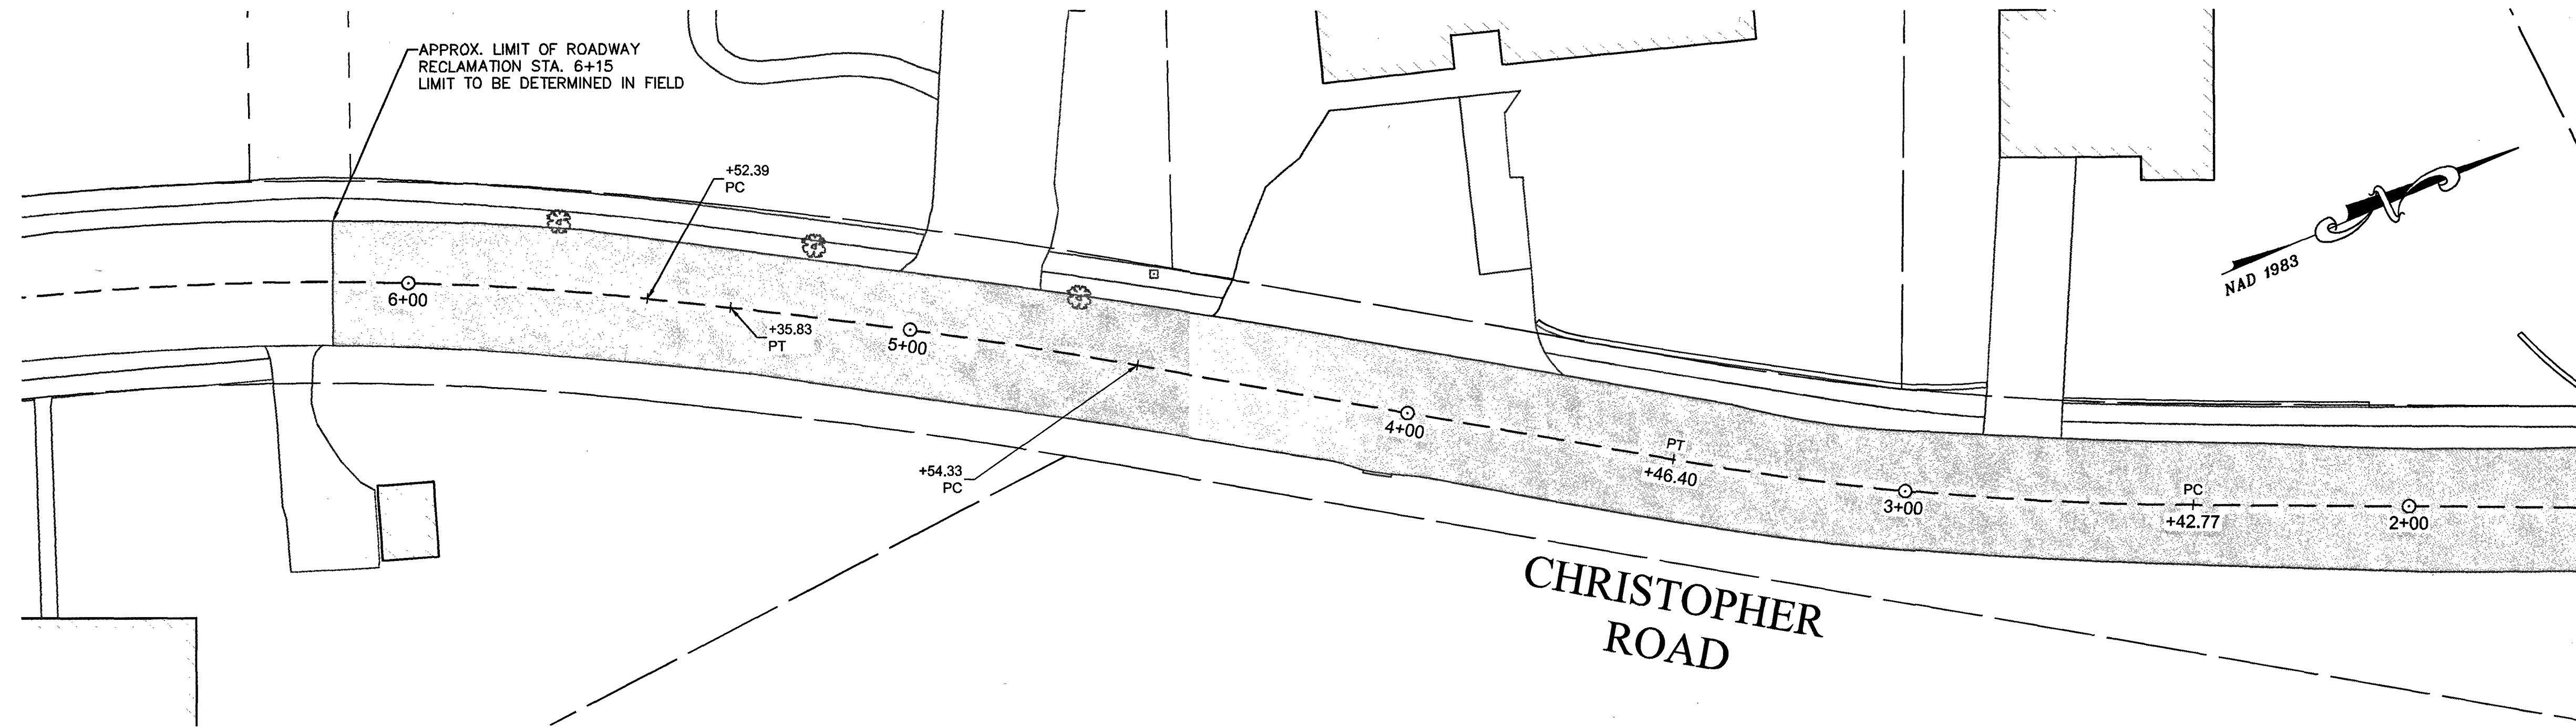 APPROX. LIMIT OF ROADWAY
RECLAMATION STA. 6+15
LIMIT TO BE DETERMINED IN FIELD
+52.39
PC
6+00
+35.83
PT
5+00
+54.33
PC
4+00
PT
+46.40
3+00
PC
+42.77
2+00
NAD 1983
CHRISTOPHER
ROAD